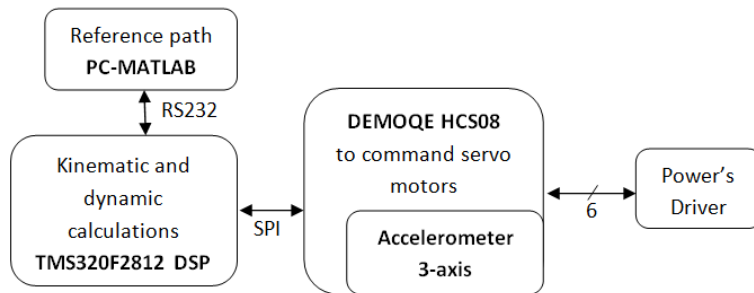 Reference path
PC-MATLAB
RS232
Kinematic and
dynamic
calculations
TMS320F2812 DSP
SPI
DEMOQE HCS08
to command servo
motors
Accelerometer
3-axis
6
Power's
Driver